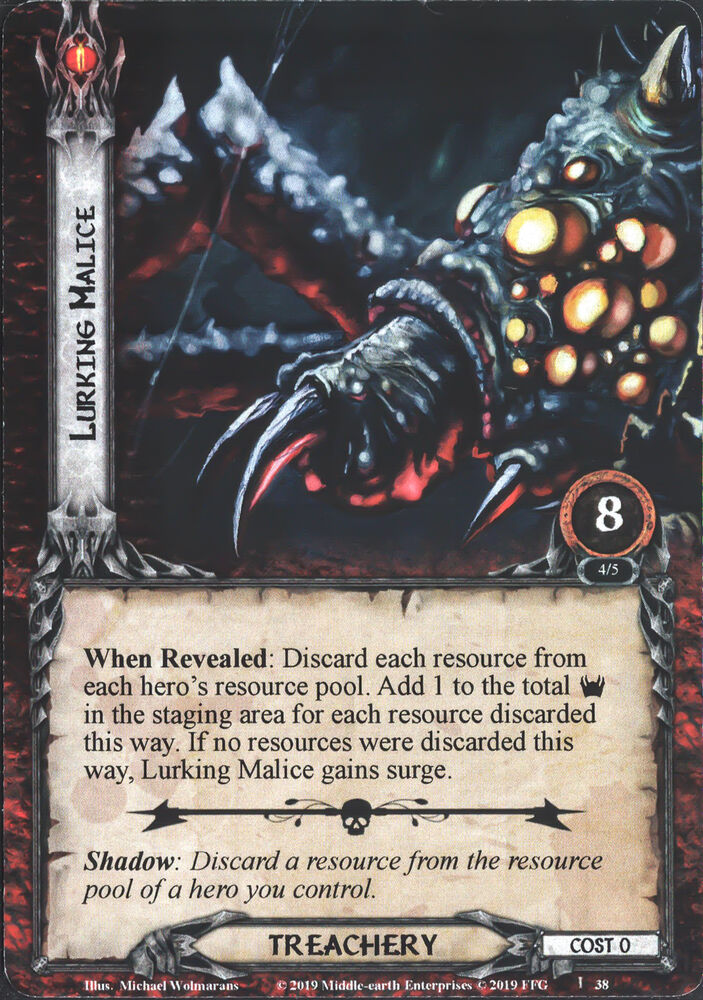 LURKING MALICE
8
4/5
When Revealed: Discard each resource from
each hero's resource pool. Add 1 to the total
in the staging area for each resource discarded
this way. If no resources were discarded this
way, Lurking Malice gains surge.
Shadow: Discard a resource from the resource
pool of a hero you control.
TREACHERY
COST 0
Illus. Michael Wolmarans © 2019 Middle-earth Enterprises © 2019 FFG 38